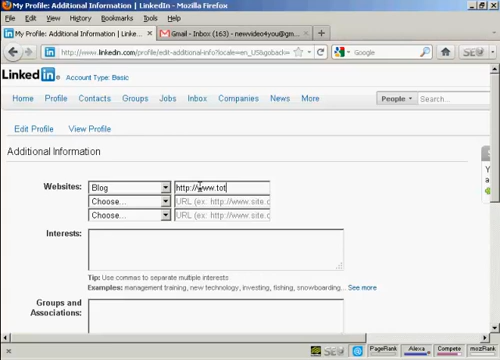 My Profile: Additional Information | LinkedIn - Mozilla Firefox
File Edit View History Bookmarks Tools Help
My Profile: Additional Information | LinkedIn Gmail - Inbox (163) — newvideo4you@gm...
http://www.linkedin.com/profile/edit-additional-info?locale=en_US&goback= Google
LinkedIn Account Type: Basic
Home Profile Contacts Groups Jobs Inbox Companies News More People Search...
Edit Profile View Profile
Additional Information
Websites: Blog http://www.tot
Choose... URL (ex: http://www.site.c
Choose... URL (ex: http://www.site.c
Interests:
Tip: Use commas to separate multiple interests
Examples: management training, new technology, investing, fishing, snowboarding... See more
Groups and
Associations:
PageRank Alexa Compete mozRank